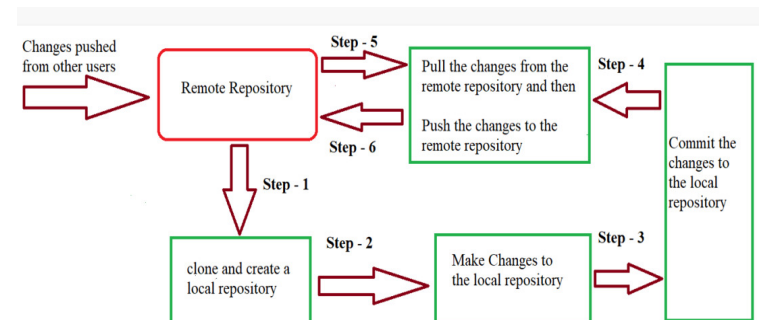 Changes pushed
from other users
Remote Repository
Step - 5
Pull the changes from the
remote repository and then
Push the changes to the
remote repository
Step - 4
Step - 6
Commit the
changes to
the local
repository
Step - 1
clone and create a
local repository
Step - 2
Make Changes to
the local repository
Step - 3